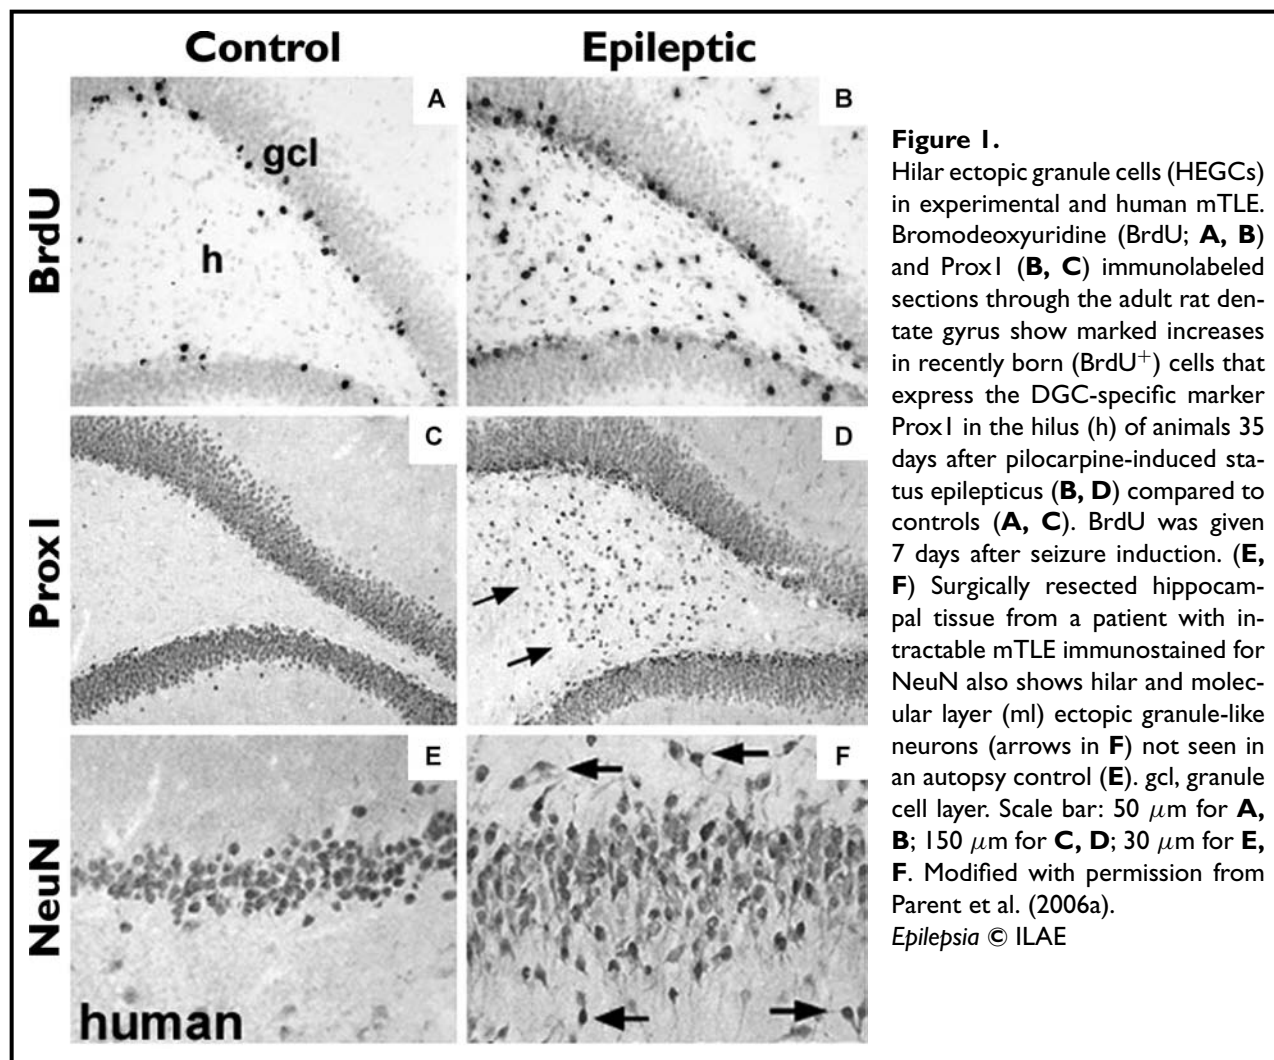 Control
Epileptic
BrdU
A
gcl
h
B
Prox1
C
D
NeuN
E
human
F
Figure 1.
Hilar ectopic granule cells (HEGCs)
in experimental and human mTLE.
Bromodeoxyuridine (BrdU; A, B)
and Prox1 (B, C) immunolabeled
sections through the adult rat den-
tate gyrus show marked increases
in recently born (BrdU⁺) cells that
express the DGC-specific marker
Prox1 in the hilus (h) of animals 35
days after pilocarpine-induced sta-
tus epilepticus (B, D) compared to
controls (A, C). BrdU was given
7 days after seizure induction. (E,
F) Surgically resected hippocam-
pal tissue from a patient with in-
tractable mTLE immunostained for
NeuN also shows hilar and molec-
ular layer (ml) ectopic granule-like
neurons (arrows in F) not seen in
an autopsy control (E). gcl, granule
cell layer. Scale bar: 50 μm for A,
B; 150 μm for C, D; 30 μm for E,
F. Modified with permission from
Parent et al. (2006a).
Epilepsia © ILAE